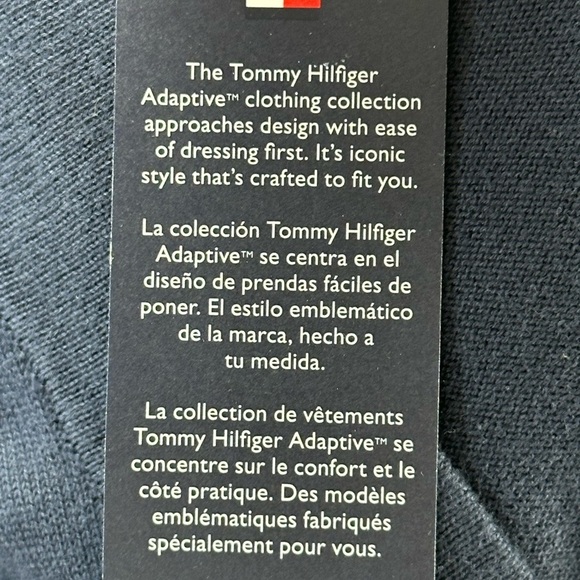 The Tommy Hilfiger
Adaptive™ clothing collection
approaches design with ease
of dressing first. It's iconic
style that's crafted to fit you.
La colección Tommy Hilfiger
Adaptive™ se centra en el
diseño de prendas fáciles de
poner. El estilo emblemático
de la marca, hecho a
tu medida.
La collection de vêtements
Tommy Hilfiger Adaptive™ se
concentre sur le confort et le
côté pratique. Des modèles
emblématiques fabriqués
spécialement pour vous.